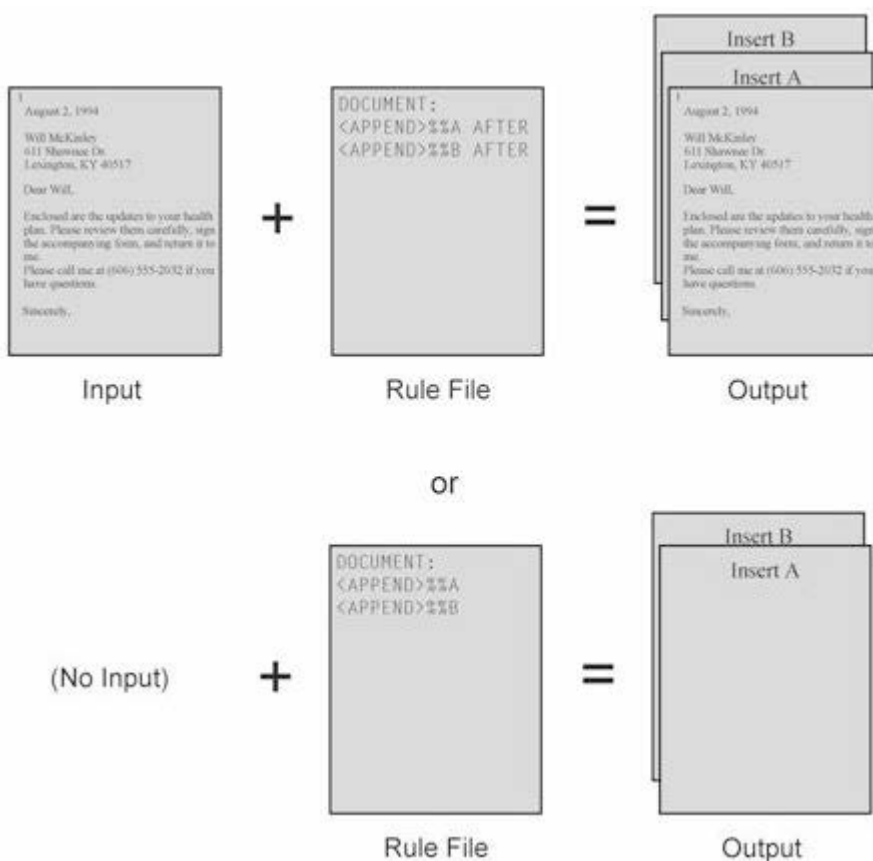 1
August 2, 1994
Will McKinley
611 Shawnee Dr.
Lexington, KY 40517
Dear Will,
Enclosed are the updates to your health
plan. Please review them carefully, sign
the accompanying form, and return it to
me.
Please call me at (606) 555-2032 if you
have questions.
Sincerely,
Input
+
DOCUMENT:
<APPEND>%%A AFTER
<APPEND>%%B AFTER
Rule File
=
Insert B
Insert A
1
August 2, 1994
Will McKinley
611 Shawnee Dr.
Lexington, KY 40517
Dear Will,
Enclosed are the updates to your health
plan. Please review them carefully, sign
the accompanying form, and return it to
me.
Please call me at (606) 555-2032 if you
have questions.
Sincerely,
Output
or
(No Input)
+
DOCUMENT:
<APPEND>%%A
<APPEND>%%B
Rule File
=
Insert B
Insert A
Output